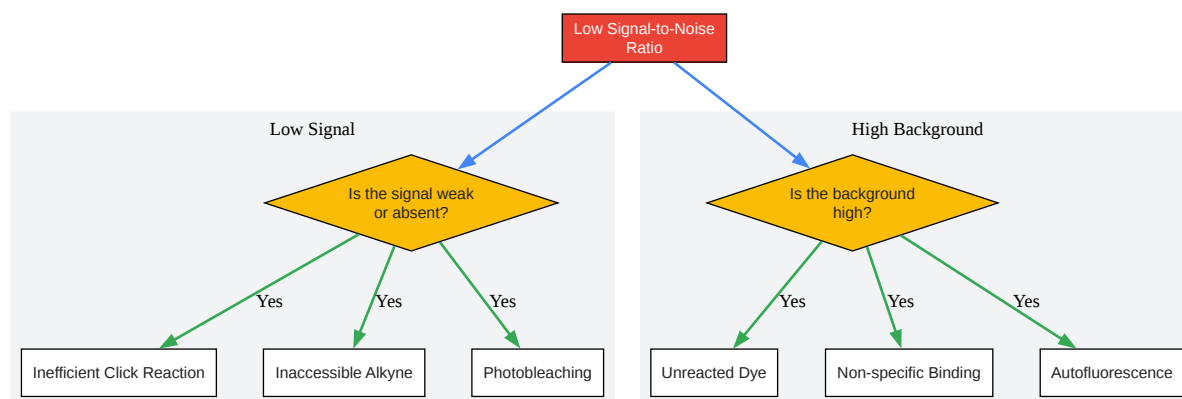 Low Signal-to-Noise
Ratio
Low Signal
High Background
Is the signal weak
or absent?
Is the background
high?
Yes
Yes
Yes
Yes
Yes
Yes
Inefficient Click Reaction
Inaccessible Alkyne
Photobleaching
Unreacted Dye
Non-specific Binding
Autofluorescence